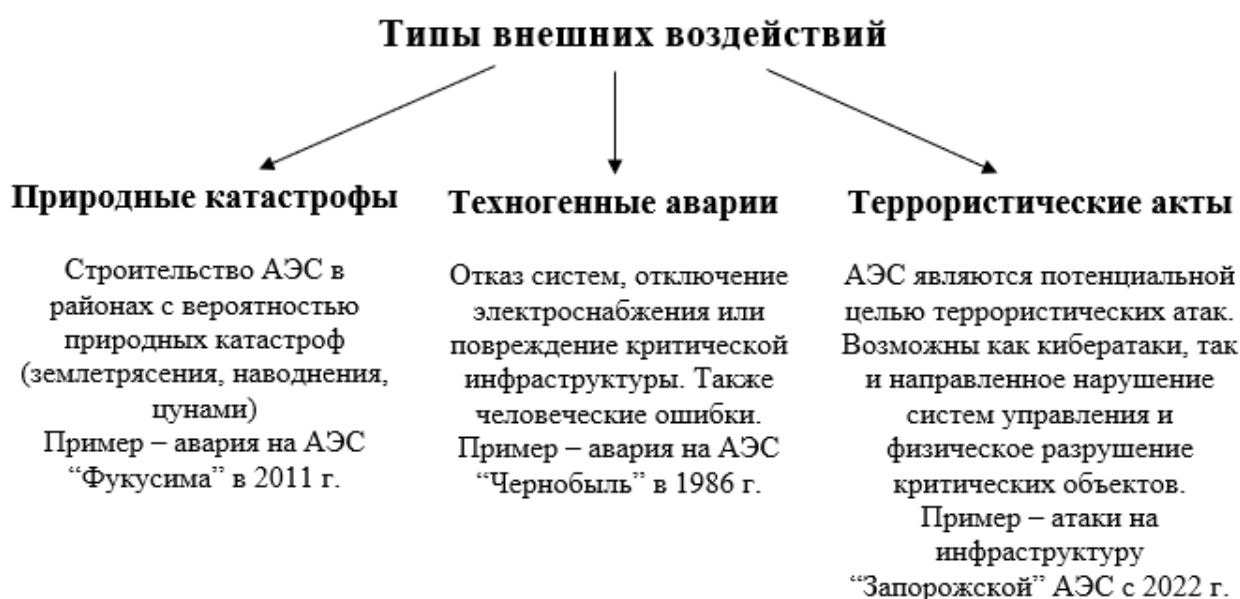 Типы внешних воздействий
Природные катастрофы
Строительство АЭС в
районах с вероятностью
природных катастроф
(землетрясения, наводнения,
цунами)
Пример – авария на АЭС
“Фукусима” в 2011 г.
Техногенные аварии
Отказ систем, отключение
электроснабжения или
повреждение критической
инфраструктуры. Также
человеческие ошибки.
Пример – авария на АЭС
“Чернобыль” в 1986 г.
Террористические акты
АЭС являются потенциальной
целью террористических атак.
Возможны как кибератаки, так
и направленное нарушение
систем управления и
физическое разрушение
критических объектов.
Пример – атаки на
инфраструктуру
“Запорожской” АЭС с 2022 г.